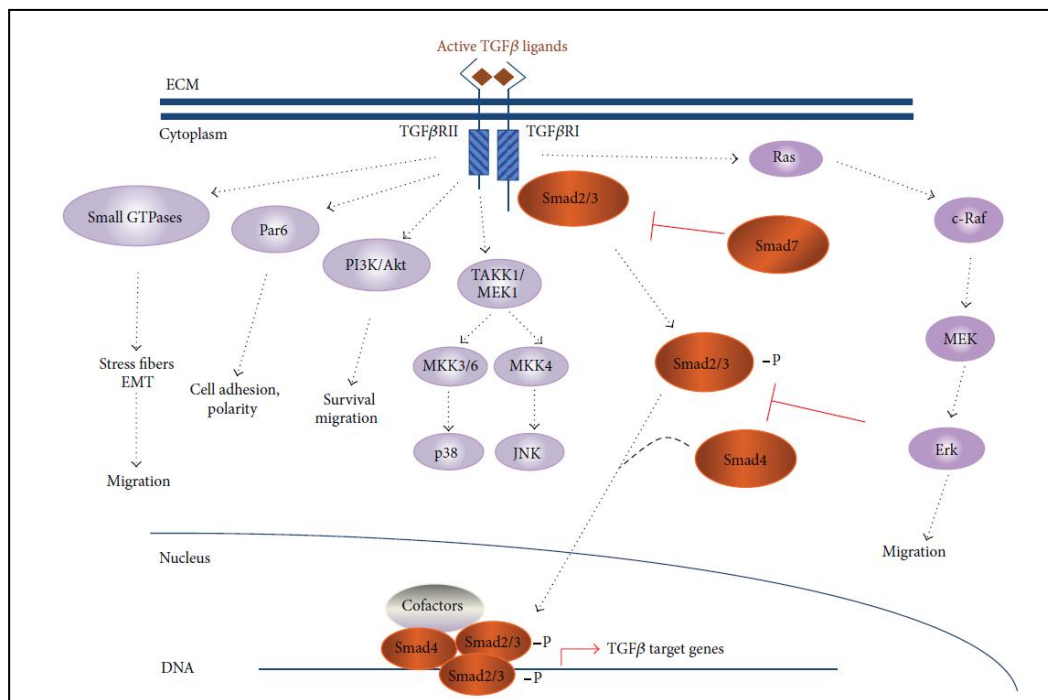 Active TGFβ ligands
ECM
Cytoplasm
TGFβRII
TGFβRI
Ras
Small GTPases
Par6
PI3K/Akt
TAKK1/
MEK1
Smad2/3
Smad7
c-Raf
MEK
Erk
Migration
Stress fibers
EMT
Migration
Cell adhesion,
polarity
Survival
migration
MKK3/6
MKK4
p38
JNK
Smad2/3
–P
Smad4
Nucleus
Cofactors
Smad4
Smad2/3
–P
Smad2/3
–P
TGFβ target genes
DNA